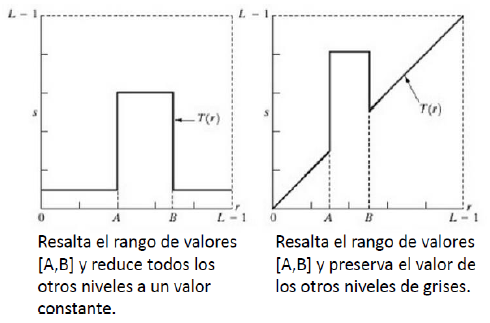 L − 1
s
T(r)
0
A
B
r
L − 1
Resalta el rango de valores
[A,B] y reduce todos los
otros niveles a un valor
constante.
L − 1
s
T(r)
0
A
B
r
L − 1
Resalta el rango de valores
[A,B] y preserva el valor de
los otros niveles de grises.